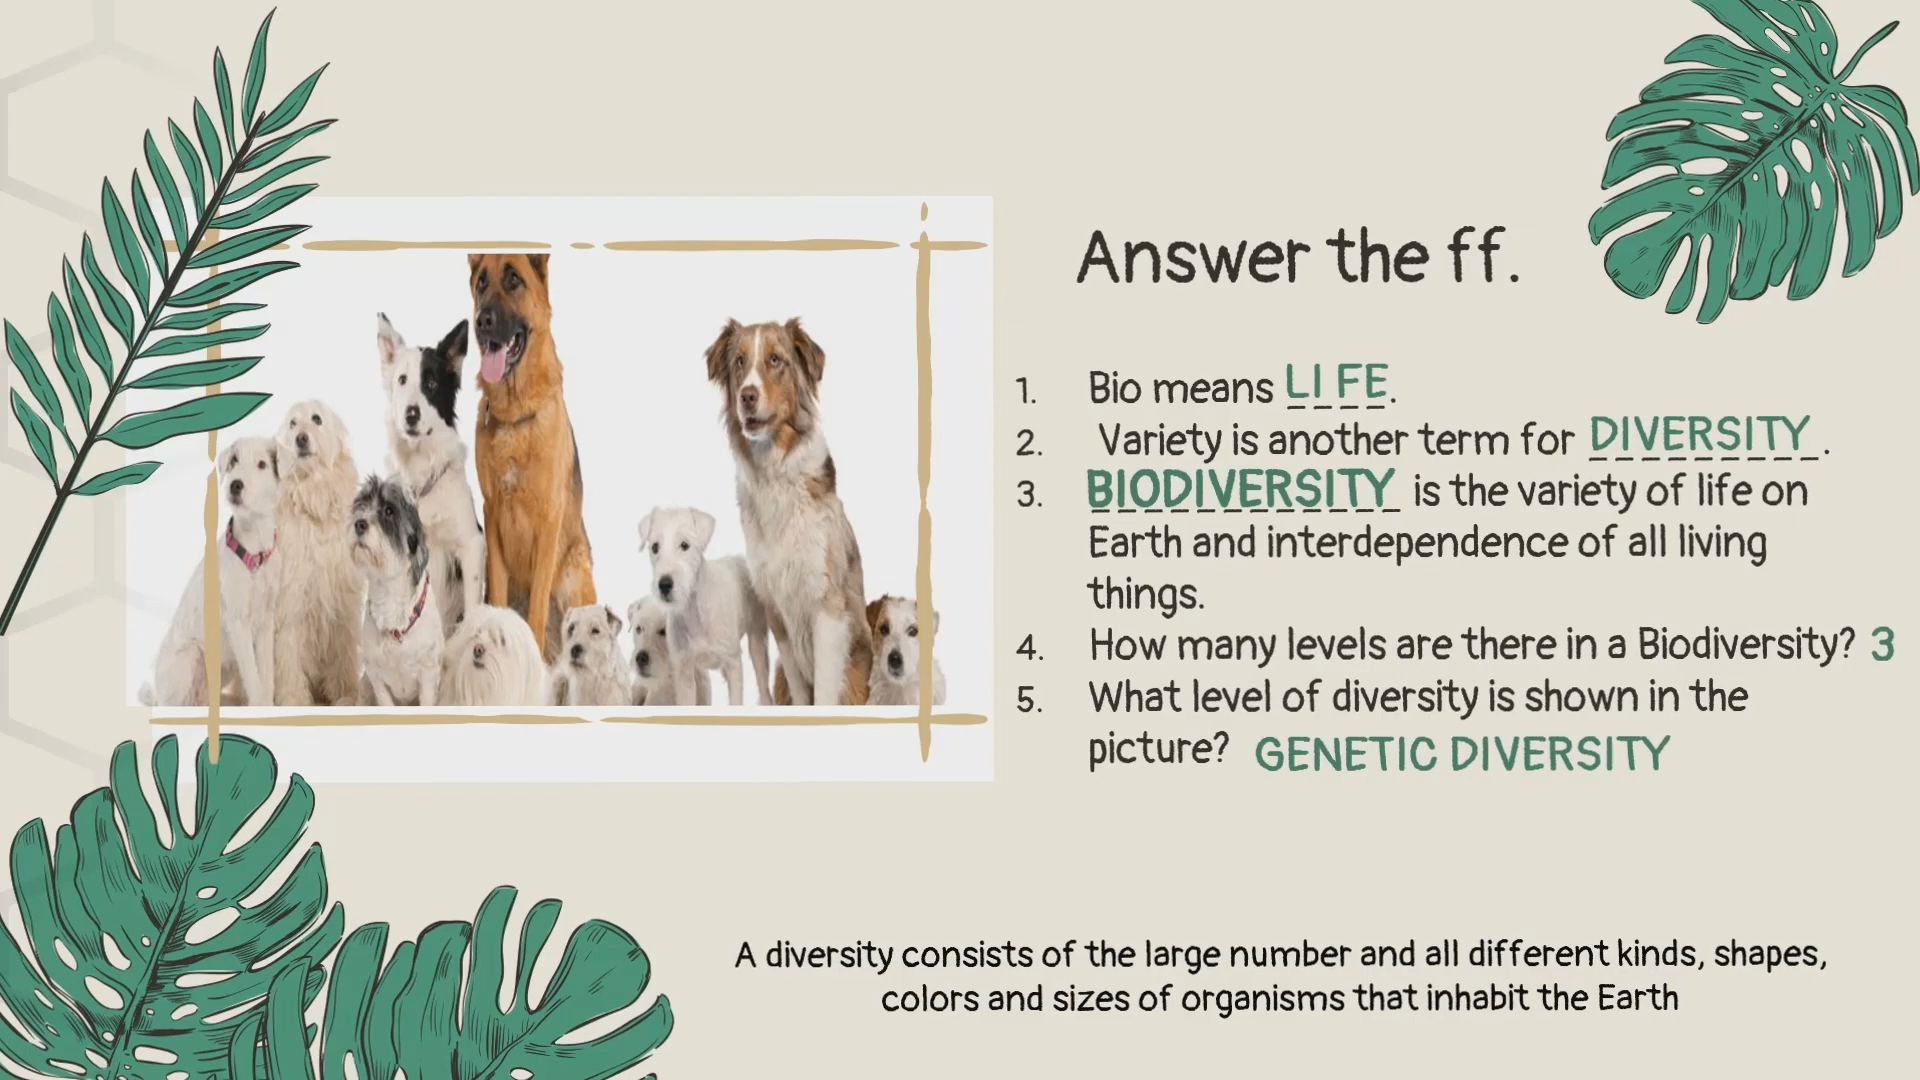 Answer the ff.
1. Bio means LIFE.
2. Variety is another term for DIVERSITY.
3. BIODIVERSITY is the variety of life on
Earth and interdependence of all living
things.
4. How many levels are there in a Biodiversity? 3
5. What level of diversity is shown in the
picture? GENETIC DIVERSITY
A diversity consists of the large number and all different kinds, shapes,
colors and sizes of organisms that inhabit the Earth